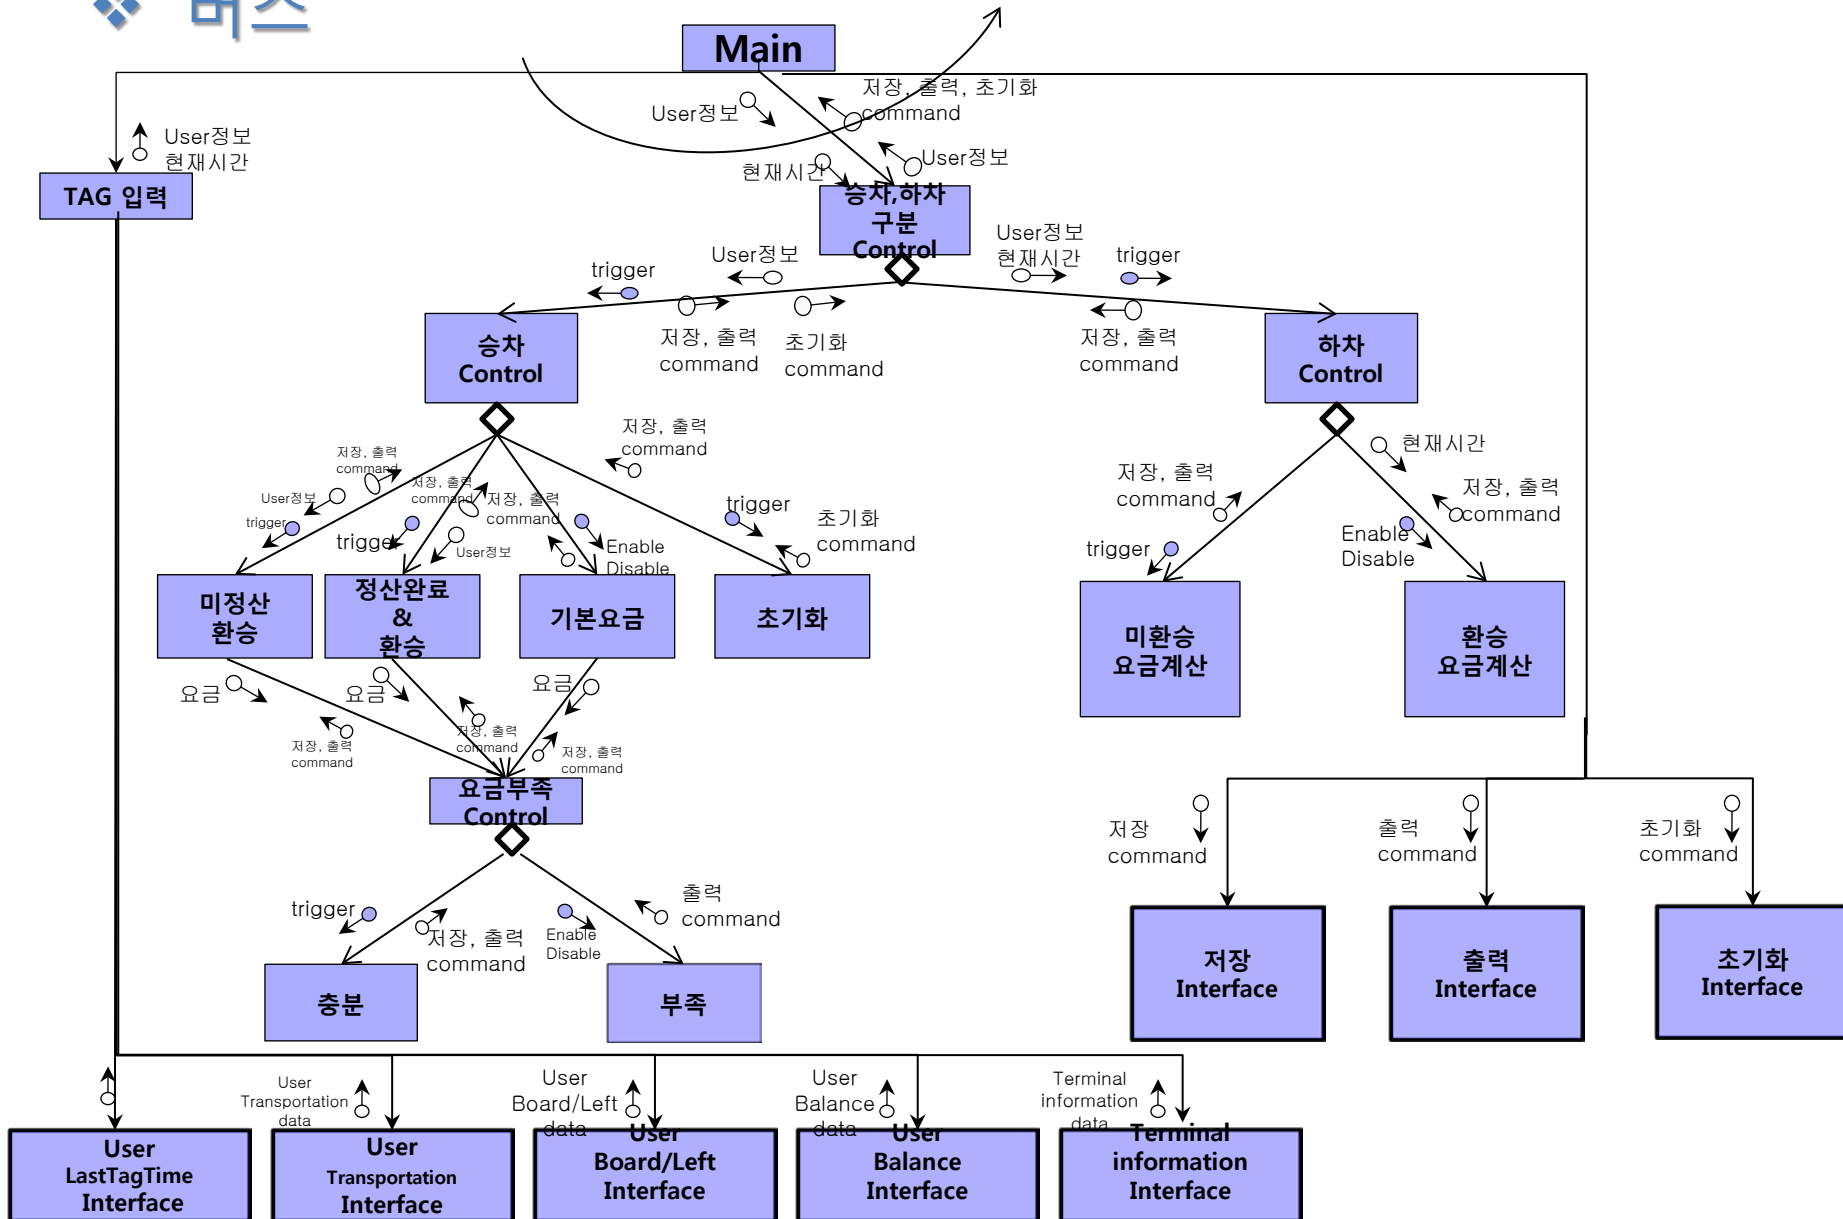 버스
Main
저장, 출력, 초기화
command
User정보
User정보
현재시간
User정보
현재시간
TAG 입력
승차,하차
구분
Control
User정보
trigger
User정보
현재시간
trigger
저장, 출력
command
초기화
command
저장, 출력
command
승차
Control
하차
Control
저장, 출력
command
저장, 출력
command
User정보
trigger
저장, 출력
command
trigger
User정보
저장, 출력
command
Enable
Disable
trigger
초기화
command
현재시간
저장, 출력
command
저장, 출력
command
trigger
Enable
Disable
미정산
환승
정산완료
&
환승
기본요금
초기화
미환승
요금계산
환승
요금계산
요금
요금
요금
저장, 출력
command
저장, 출력
command
저장, 출력
command
요금부족
Control
저장
command
출력
command
초기화
command
trigger
저장, 출력
command
Enable
Disable
출력
command
충분
부족
저장
Interface
출력
Interface
초기화
Interface
User
Transportation
data
User
Board/Left
data
User
Balance
data
Terminal
information
data
User
LastTagTime
Interface
User
Transportation
Interface
User
Board/Left
Interface
User
Balance
Interface
Terminal
information
Interface